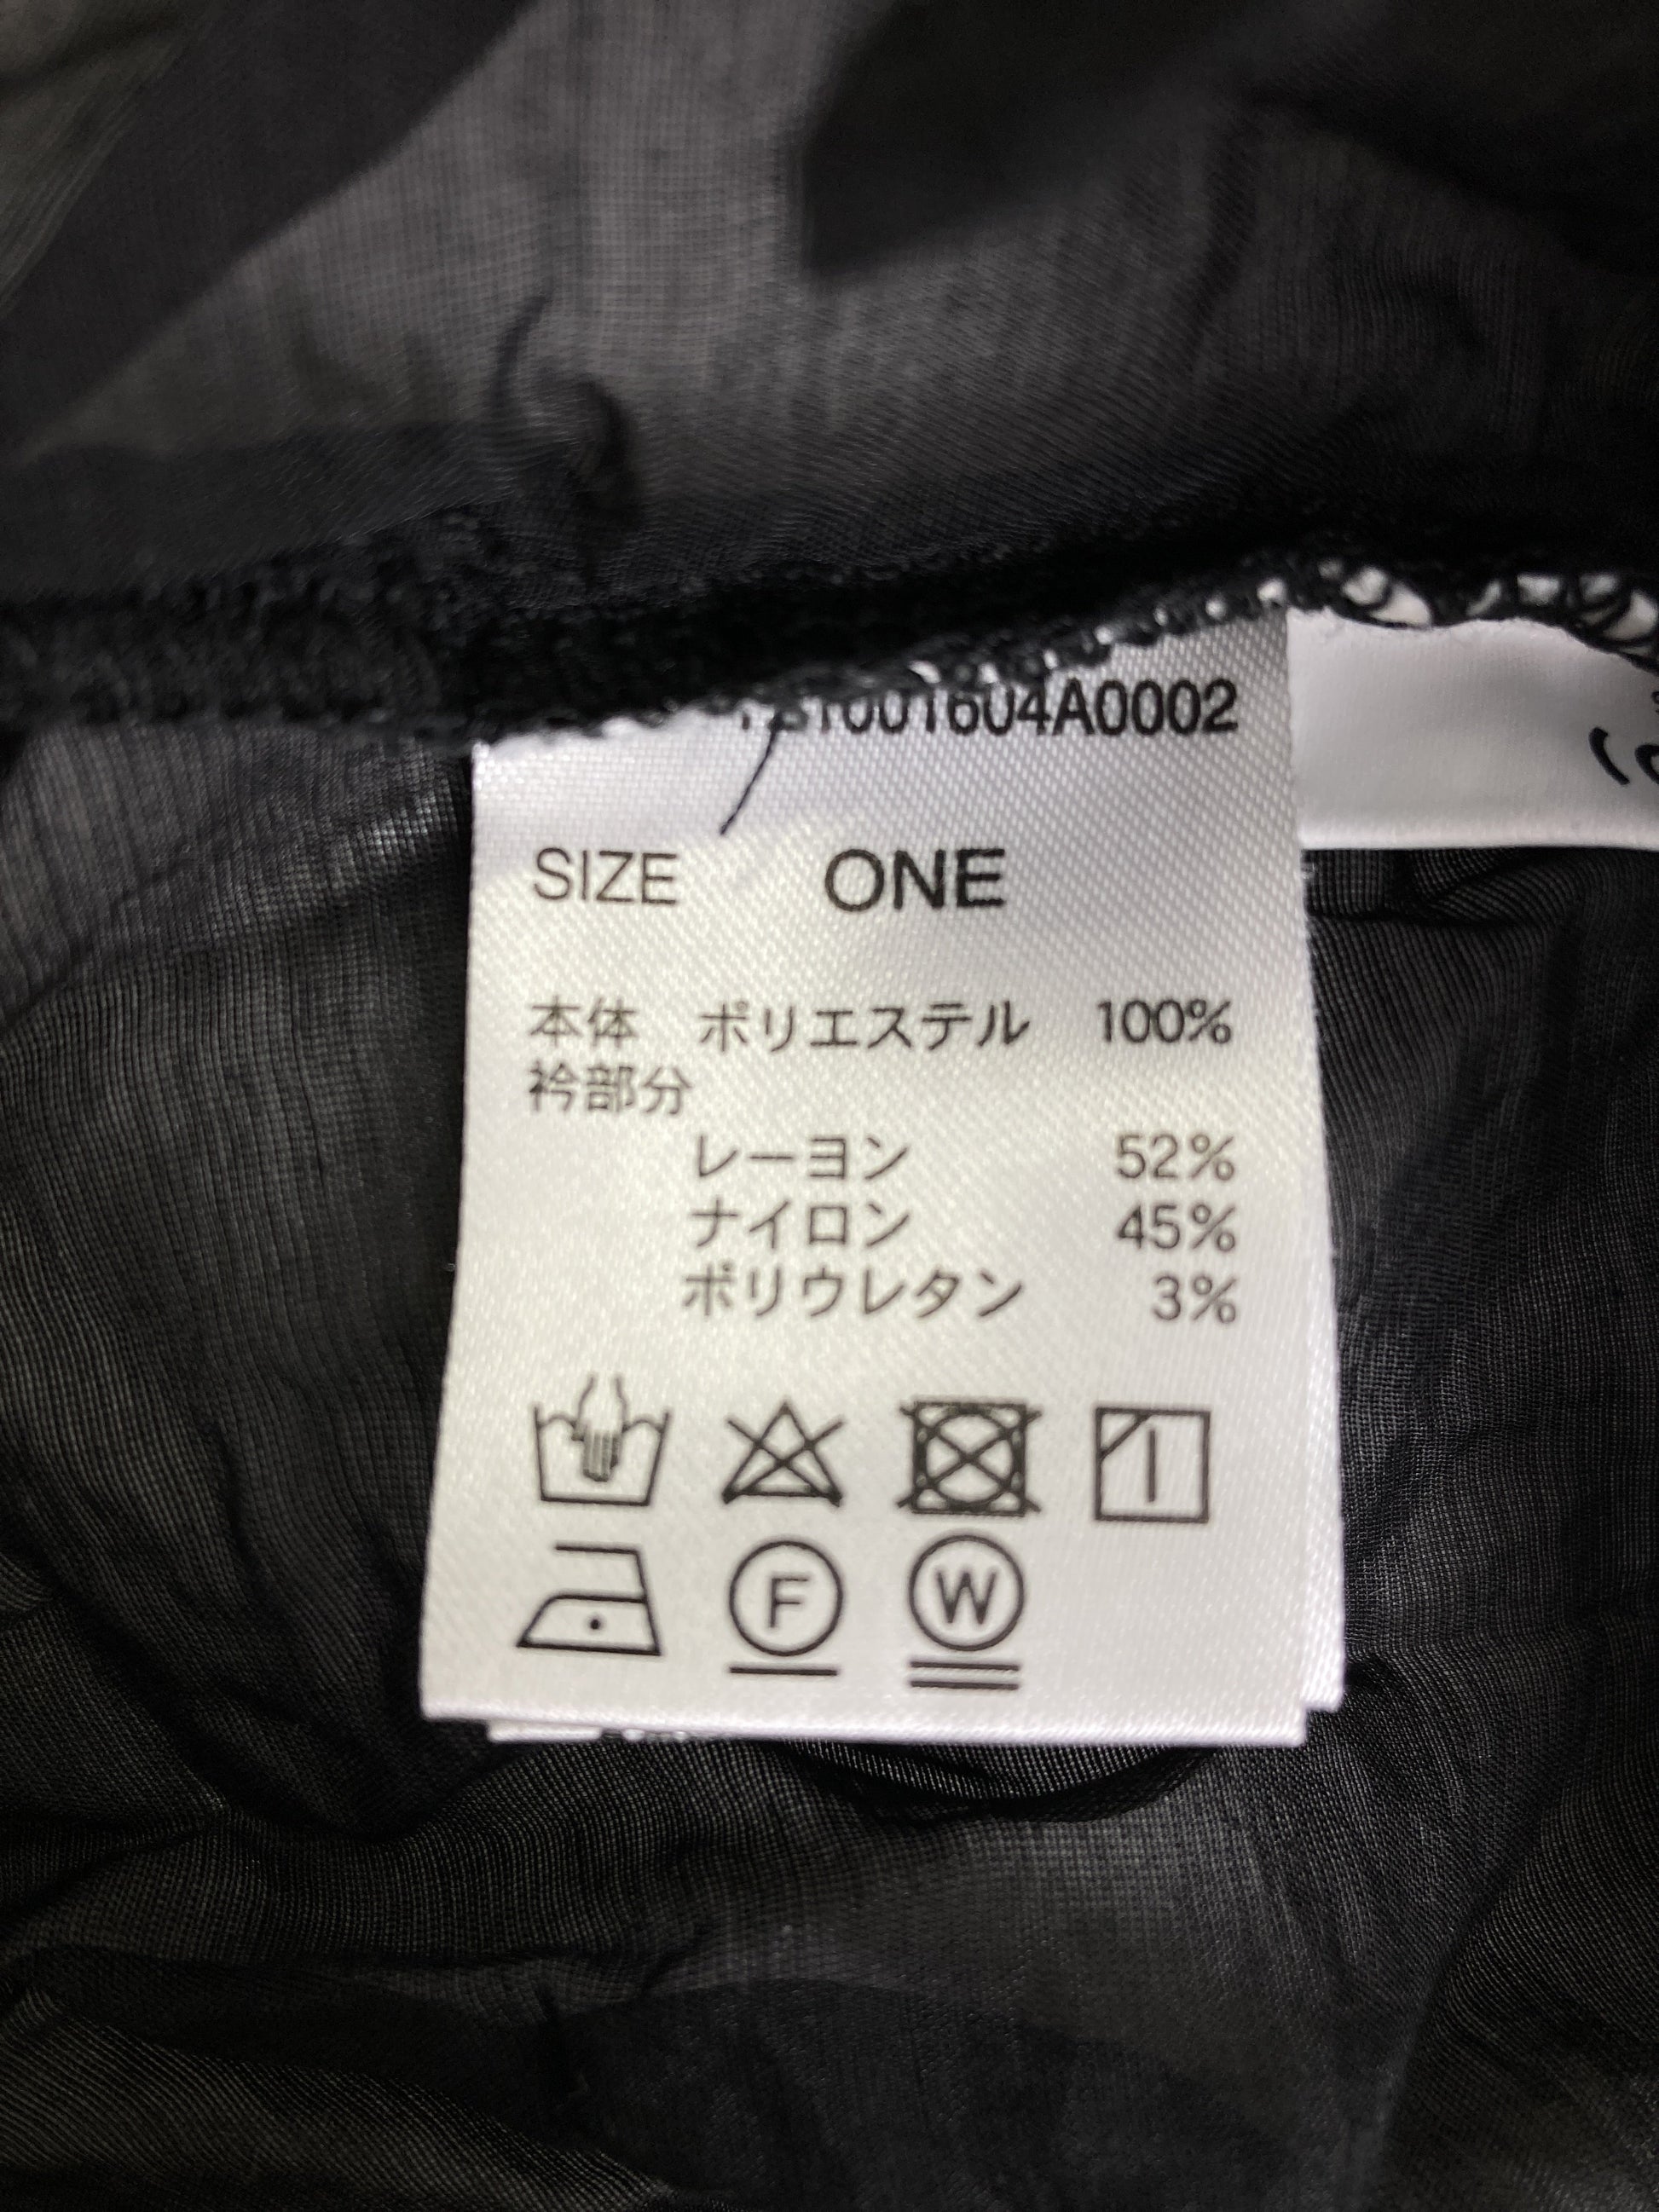 1001604A0002
SIZE ONE
本体 ポリエステル 100%
衿部分
レーヨン 52%
ナイロン 45%
ポリウレタン 3%
F W